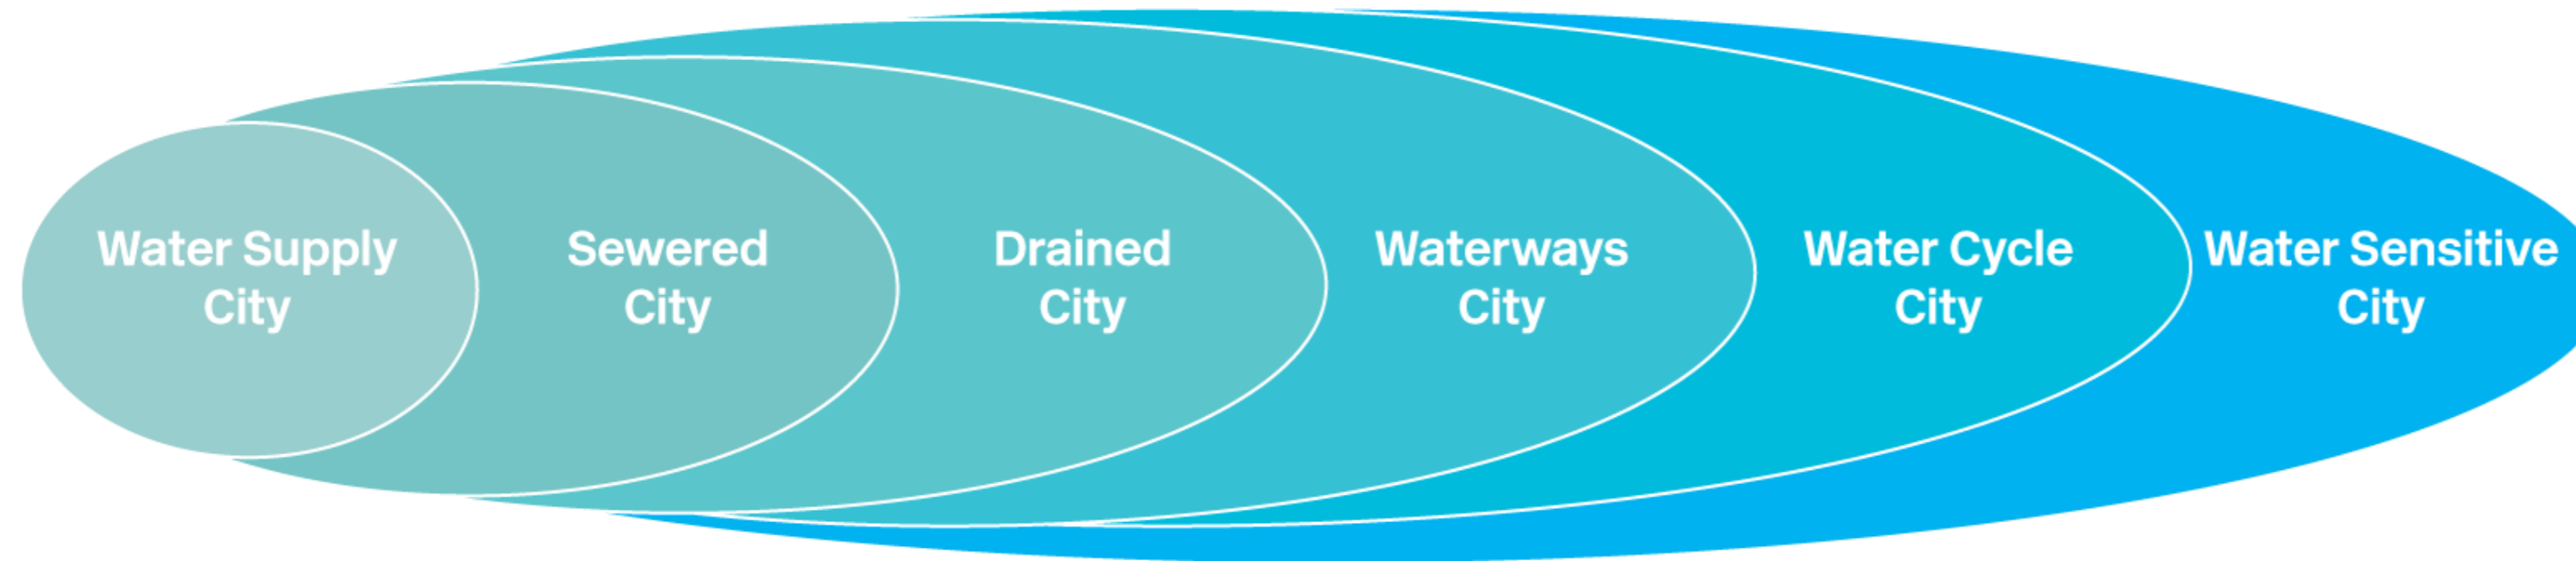 Water Supply
City
Sewered
City
Drained
City
Waterways
City
Water Cycle
City
Water Sensitive
City